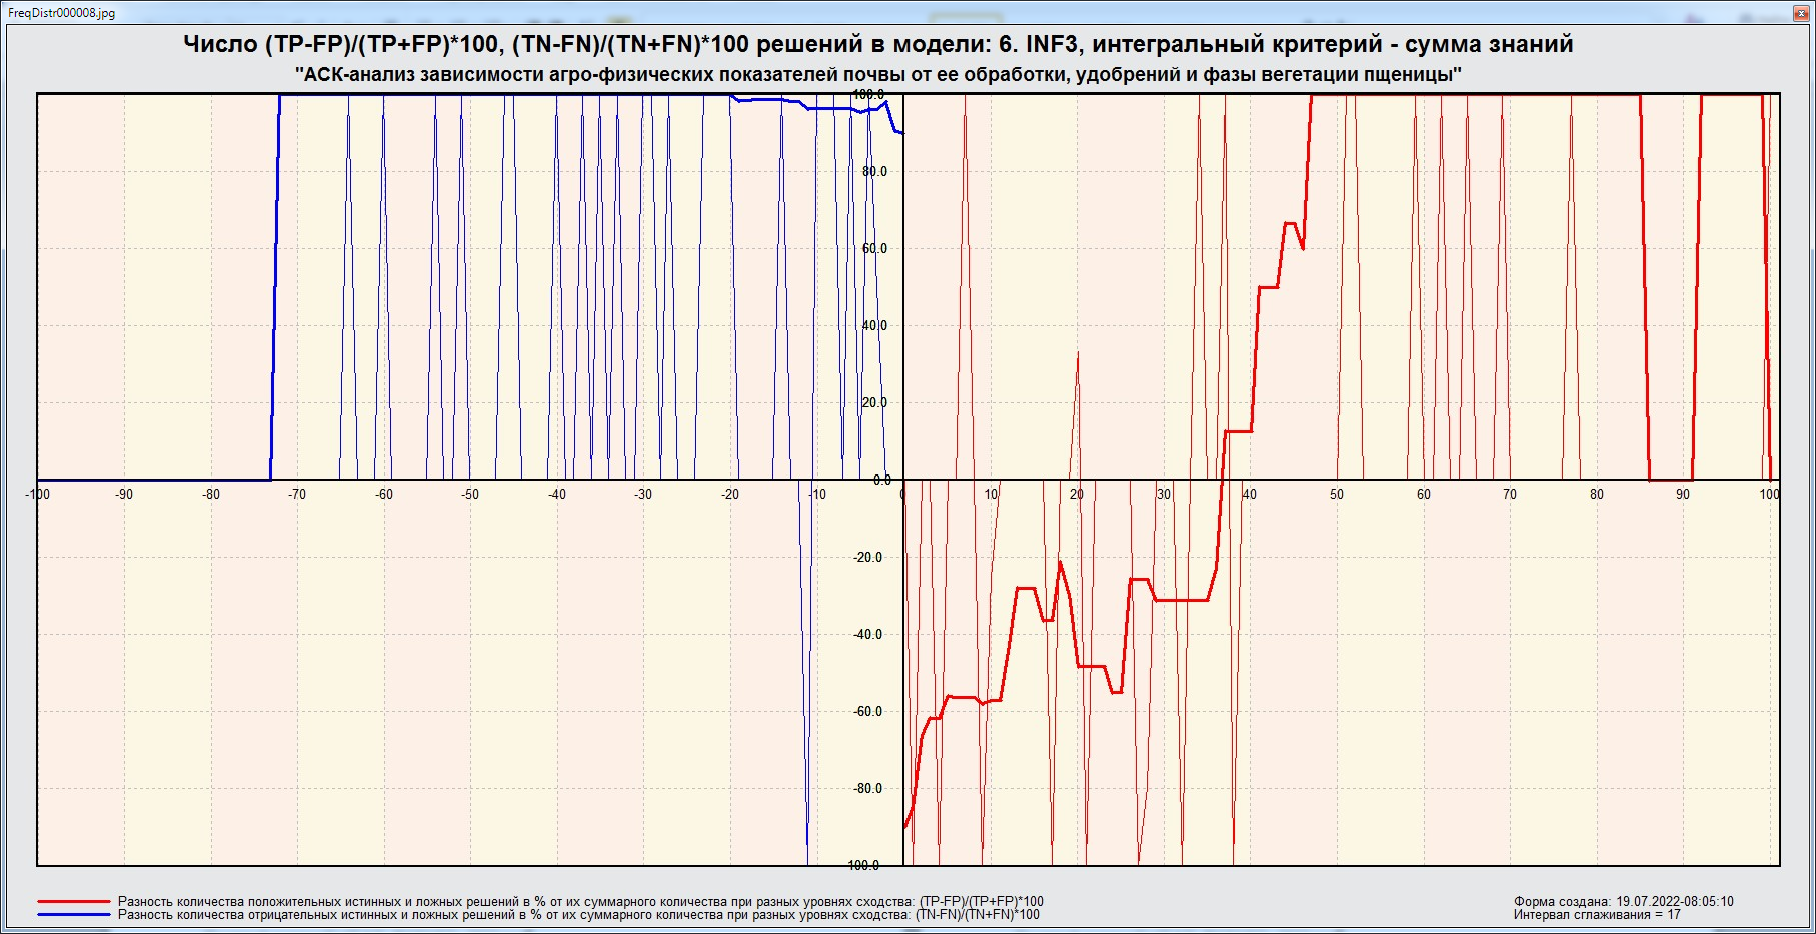 FreqDistr000008.jpg
Число (TP-FP)/(TP+FP)*100, (TN-FN)/(TN+FN)*100 решений в модели: 6. INF3, интегральный критерий - сумма знаний
"АСК-анализ зависимости агро-физических показателей почвы от ее обработки, удобрений и фазы вегетации пщеницы"
100.0
80.0
60.0
40.0
20.0
0.0
-100 -90 -80 -70 -60 -50 -40 -30 -20 -10 0 10 20 30 40 50 60 70 80 90 100
-20.0
-40.0
-60.0
-80.0
-100.0
Разность количества положительных истинных и ложных решений в % от их суммарного количества при разных уровнях сходства: (TP-FP)/(TP+FP)*100
Разность количества отрицательных истинных и ложных решений в % от их суммарного количества при разных уровнях сходства: (TN-FN)/(TN+FN)*100
Форма создана: 19.07.2022-08:05:10
Интервал сглаживания = 17